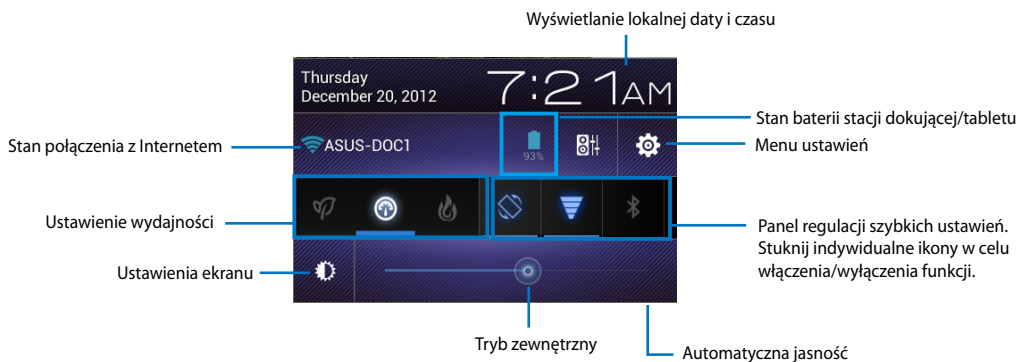 Wyświetlanie lokalnej daty i czasu
Thursday
December 20, 2012
7:21AM
Stan baterii stacji dokującej/tabletu
Stan połączenia z Internetem
ASUS-DOC1
93%
Menu ustawień
Ustawienie wydajności
Panel regulacji szybkich ustawień.
Stuknij indywidualne ikony w celu
włączenia/wyłączenia funkcji.
Ustawienia ekranu
Tryb zewnętrzny
Automatyczna jasność